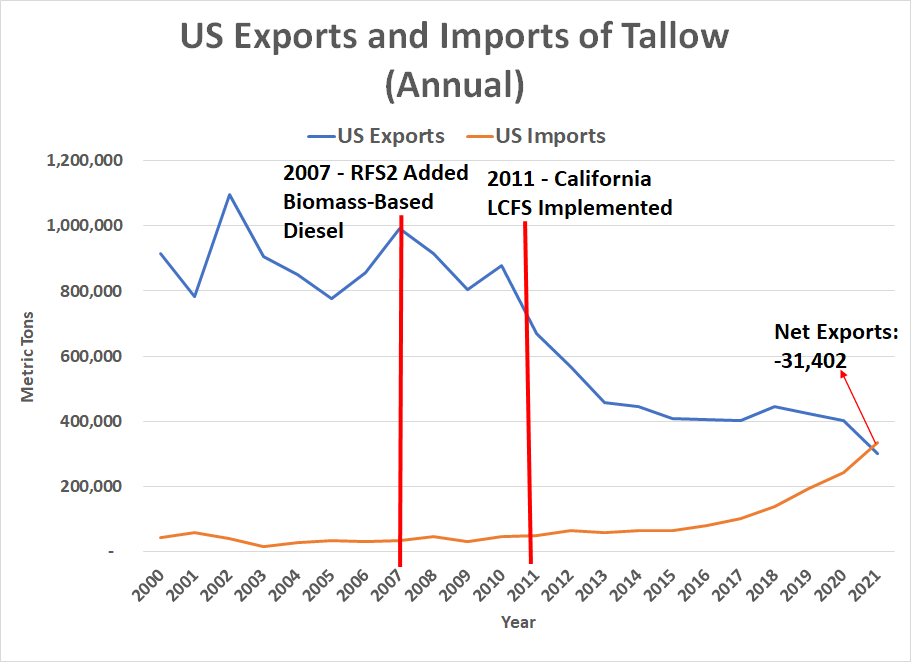 US Exports and Imports of Tallow
(Annual)
US Exports
US Imports
1,200,000
1,000,000
800,000
600,000
400,000
200,000
-
Metric Tons
2007 - RFS2 Added
Biomass-Based
Diesel
2011 - California
LCFS Implemented
Net Exports:
-31,402
2000
2001
2002
2003
2004
2005
2006
2007
2008
2009
2010
2011
2012
2013
2014
2015
2016
2017
2018
2019
2020
2021
Year